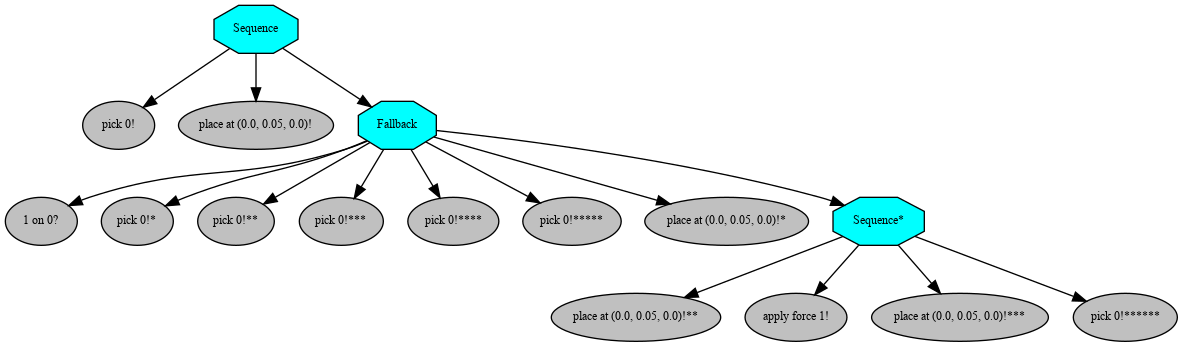 Sequence
pick 0!
place at (0.0, 0.05, 0.0)!
Fallback
1 on 0?
pick 0!*
pick 0!**
pick 0!***
pick 0!****
pick 0!*****
place at (0.0, 0.05, 0.0)!*
Sequence*
place at (0.0, 0.05, 0.0)!**
apply force 1!
place at (0.0, 0.05, 0.0)!***
pick 0!******